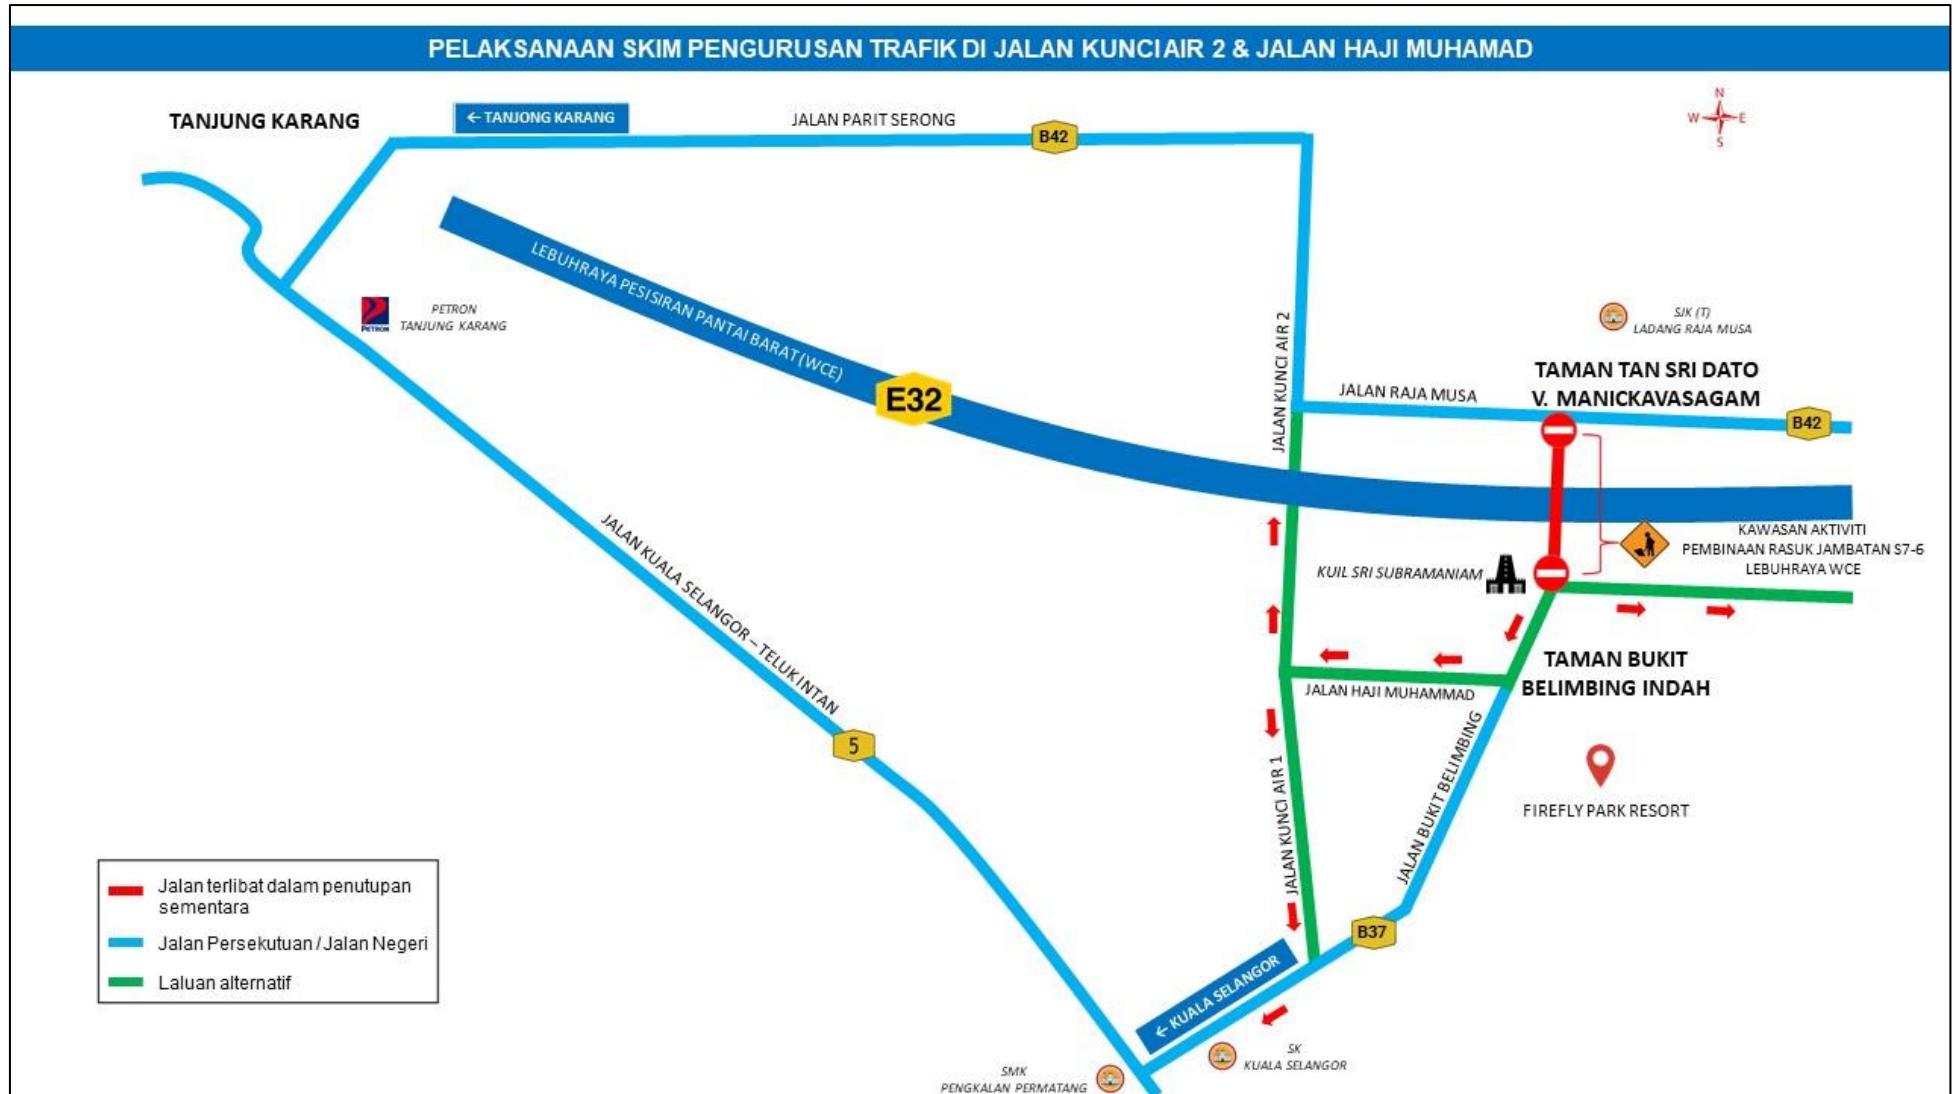 PELAKSANAAN SKIM PENGURUSAN TRAFIK DI JALAN KUNCI AIR 2 & JALAN HAJI MUHAMAD
TANJUNG KARANG
← TANJONG KARANG
JALAN PARIT SERONG
B42
N
W
E
S
LEBUHRAYA PESISIRAN PANTAI BARAT (WCE)
E32
PETRON
PETRON
TANJUNG KARANG
JALAN KUNCI AIR 2
SJK (T)
LADANG RAJA MUSA
TAMAN TAN SRI DATO
V. MANICKAVASAGAM
JALAN RAJA MUSA
B42
KAWASAN AKTIVITI
PEMBINAAN RASUK JAMBATAN S7-6
LEBUHRAYA WCE
KUIL SRI SUBRAMANIAM
JALAN KUALA SELANGOR – TELUK INTAN
5
TAMAN BUKIT
BELIMBING INDAH
JALAN HAJI MUHAMMAD
JALAN KUNCI AIR 1
JALAN BUKIT BELIMBING
FIREFLY PARK RESORT
B37
← KUALA SELANGOR
SK
KUALA SELANGOR
SMK
PENGKALAN PERMATANG
Jalan terlibat dalam penutupan
sementara
Jalan Persekutuan / Jalan Negeri
Laluan alternatif